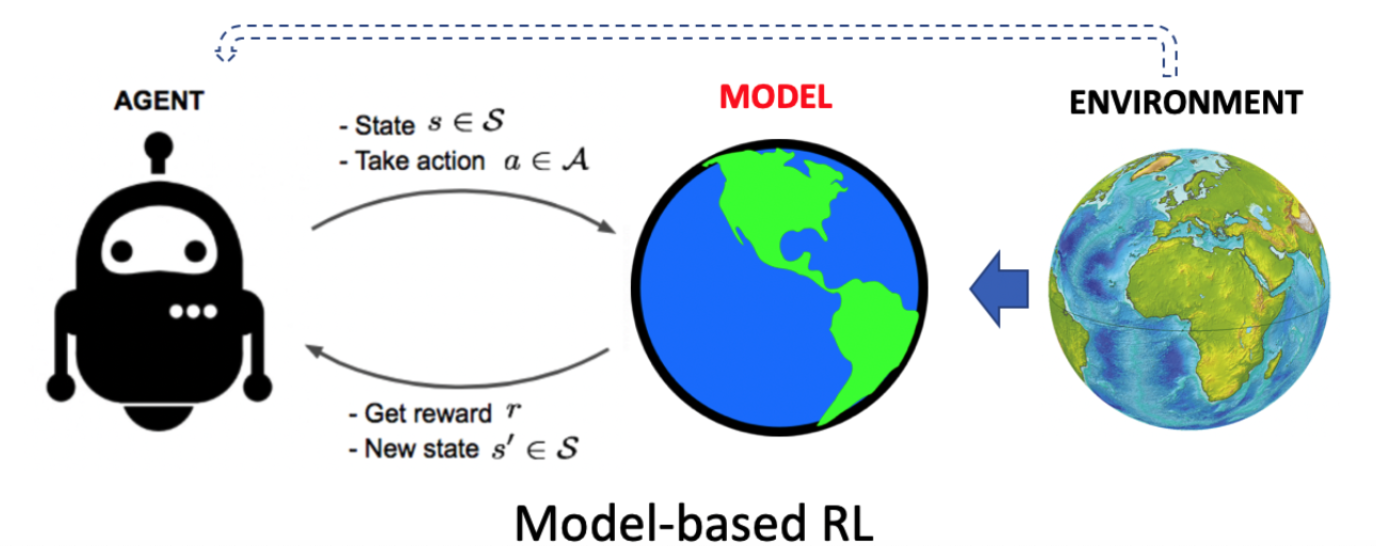 AGENT
MODEL
ENVIRONMENT
- State s ∈ 𝒮
- Take action a ∈ 𝒜
- Get reward r
- New state s′ ∈ 𝒮
Model-based RL